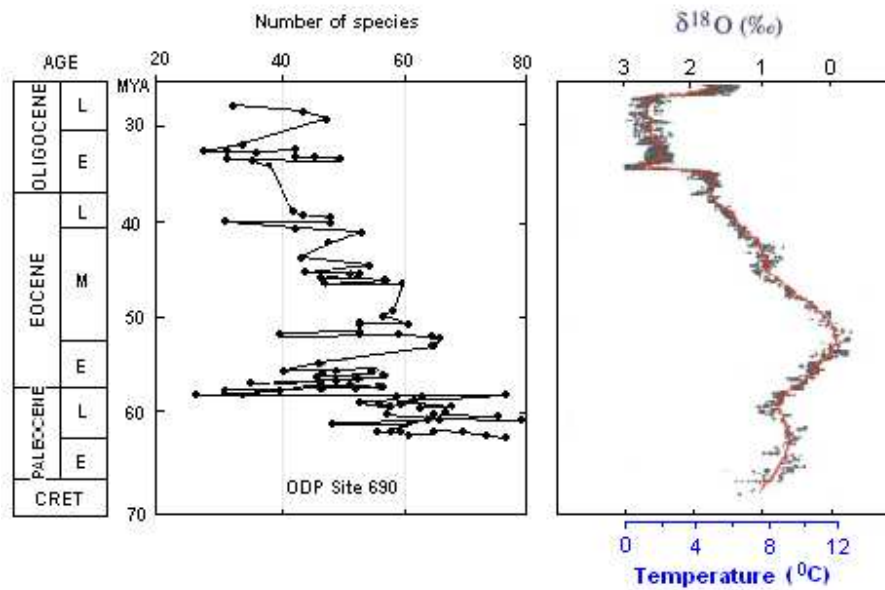 Number of species
δ¹⁸O (‰)
AGE
MYA
20
40
60
80
3
2
1
0
OLIGOCENE
L
E
EOCENE
L
M
E
PALEOCENE
L
E
CRET
30
40
50
60
70
ODP Site 690
0
4
8
12
Temperature (⁰C)